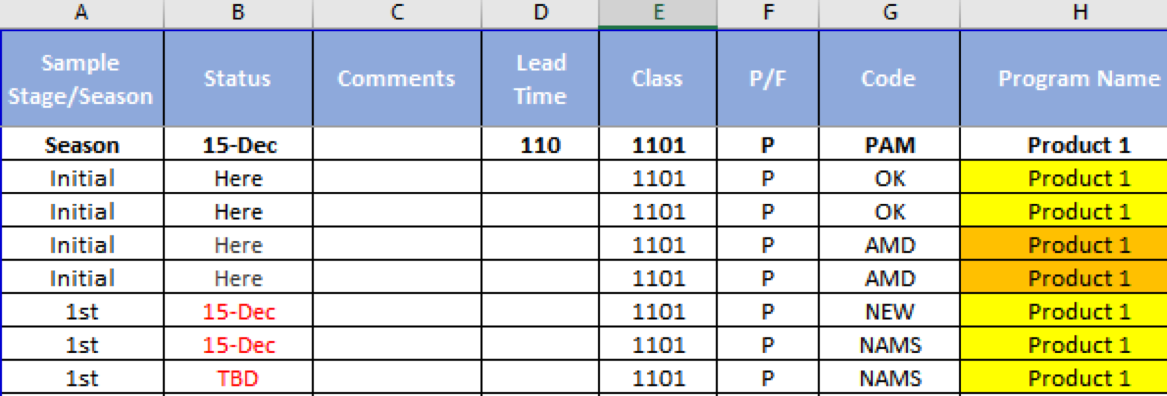 A B C D E F G H
Sample Stage/Season Status Comments Lead Time Class P/F Code Program Name
Season 15-Dec 110 1101 P PAM Product 1
Initial Here 1101 P OK Product 1
Initial Here 1101 P OK Product 1
Initial Here 1101 P AMD Product 1
Initial Here 1101 P AMD Product 1
1st 15-Dec 1101 P NEW Product 1
1st 15-Dec 1101 P NAMS Product 1
1st TBD 1101 P NAMS Product 1